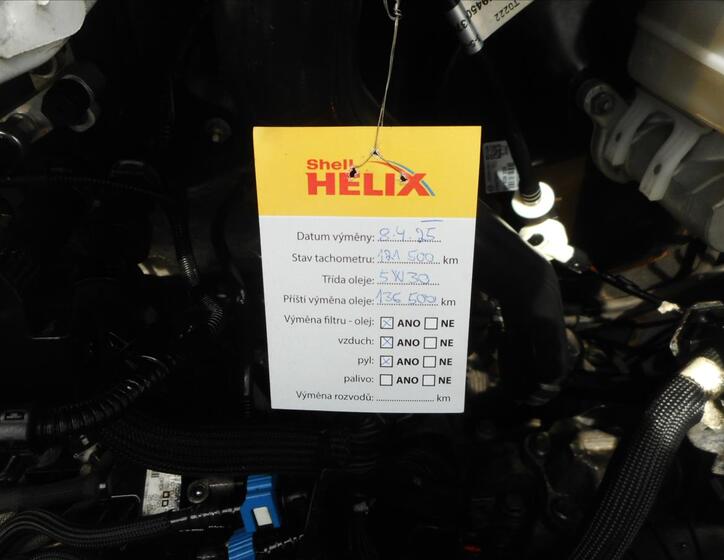 T0222
Shell
HELIX
Datum výměny: 8.4.25
Stav tachometru: 121 500 km
Třída oleje: 5W30
Příští výměna oleje: 136 500 km
Výměna filtru - olej: ☒ ANO ☐ NE
vzduch: ☒ ANO ☐ NE
pyl: ☒ ANO ☐ NE
palivo: ☐ ANO ☐ NE
Výměna rozvodů: km